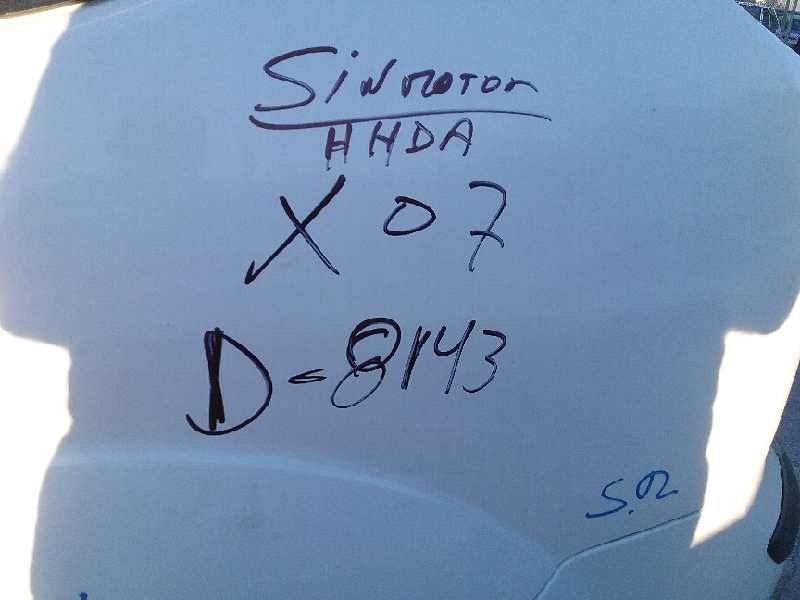 Sin motor
HHDA
X07
D-8143
S.M